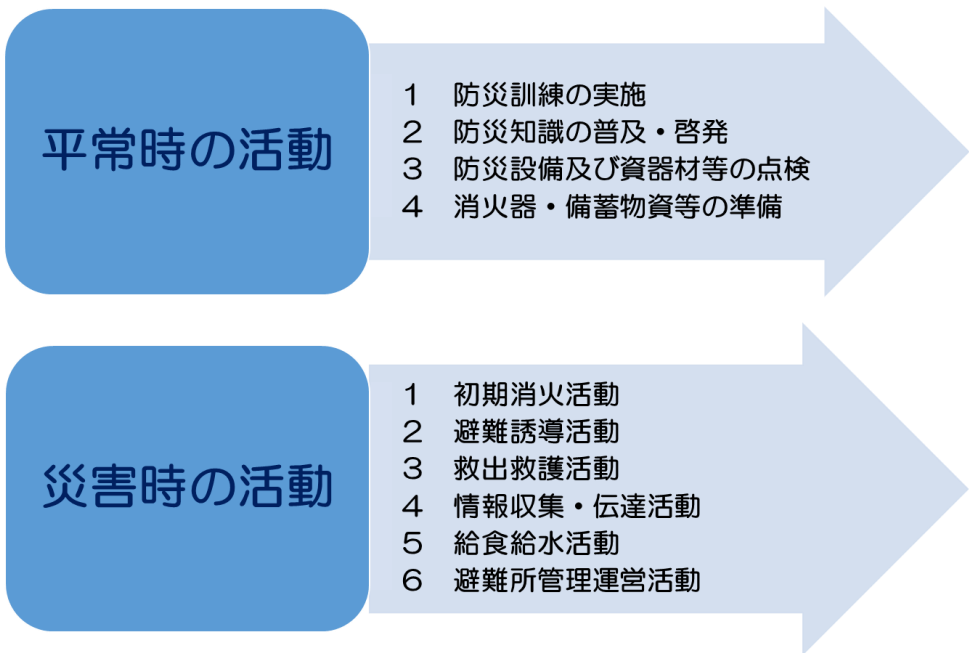 平常時の活動
１　防災訓練の実施
２　防災知識の普及・啓発
３　防災設備及び資器材等の点検
４　消火器・備蓄物資等の準備
災害時の活動
１　初期消火活動
２　避難誘導活動
３　救出救護活動
４　情報収集・伝達活動
５　給食給水活動
６　避難所管理運営活動